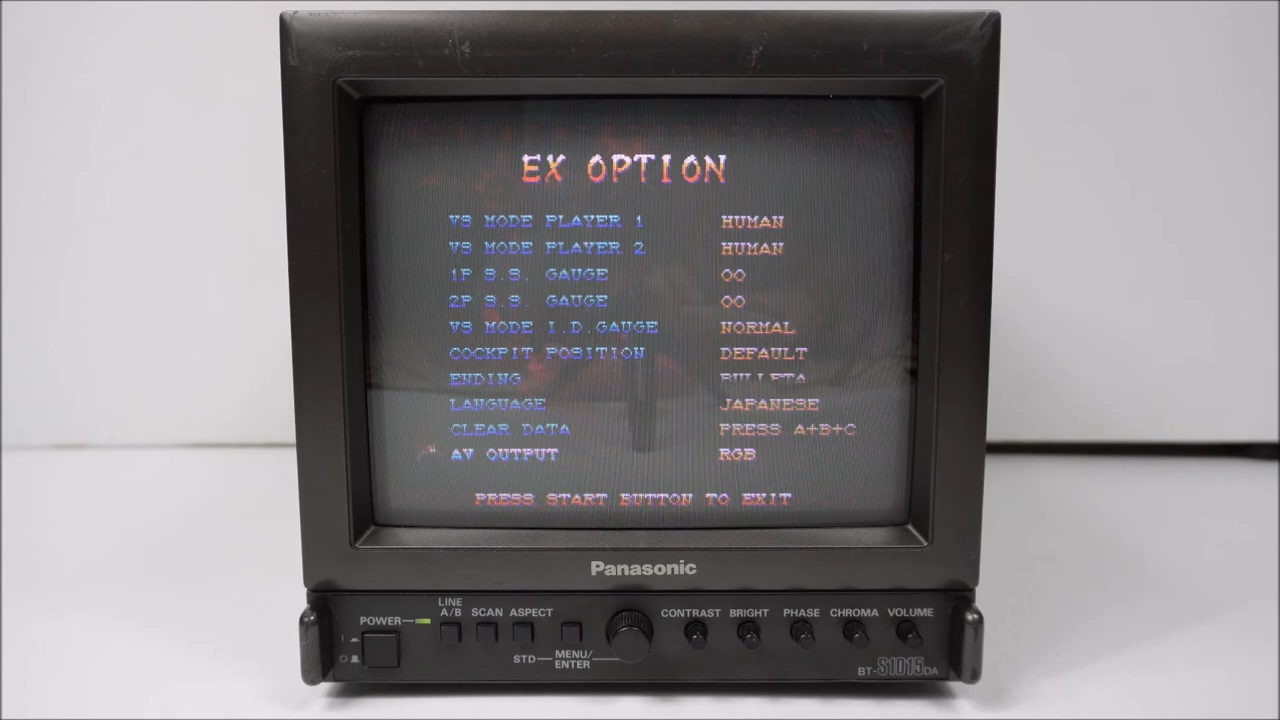 EX OPTION
VS MODE PLAYER 1 HUMAN
VS MODE PLAYER 2 HUMAN
1P S.S. GAUGE 00
2P S.S. GAUGE 00
VS MODE I.D.GAUGE NORMAL
COCKPIT POSITION DEFAULT
ENDING BULLETA
LANGUAGE JAPANESE
CLEAR DATA PRESS A+B+C
AV OUTPUT RGB
PRESS START BUTTON TO EXIT
Panasonic
POWER
LINE A/B
SCAN
ASPECT
STD
MENU/ENTER
CONTRAST
BRIGHT
PHASE
CHROMA
VOLUME
BT-S1015DA